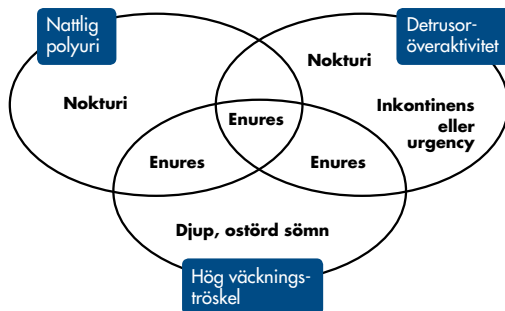 Nattlig
polyuri
Detrusor-
överaktivitet
Nokturi
Nokturi
Inkontinens
eller
urgency
Enures
Enures
Enures
Djup, ostörd sömn
Hög väcknings-
tröskel